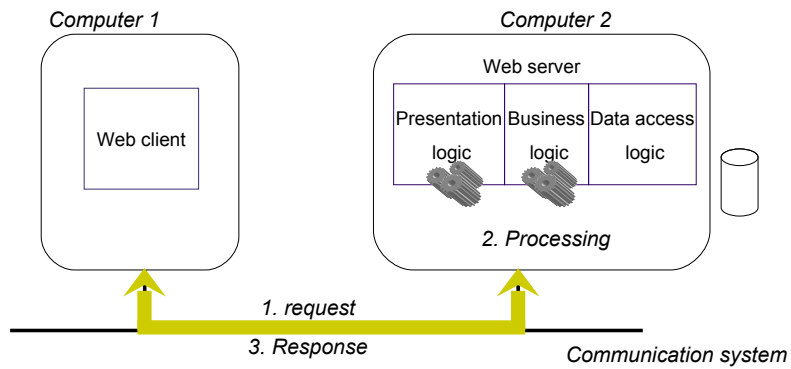 Computer 1
Computer 2
Web server
Web client
Presentation logic
Business logic
Data access logic
2. Processing
1. request
3. Response
Communication system